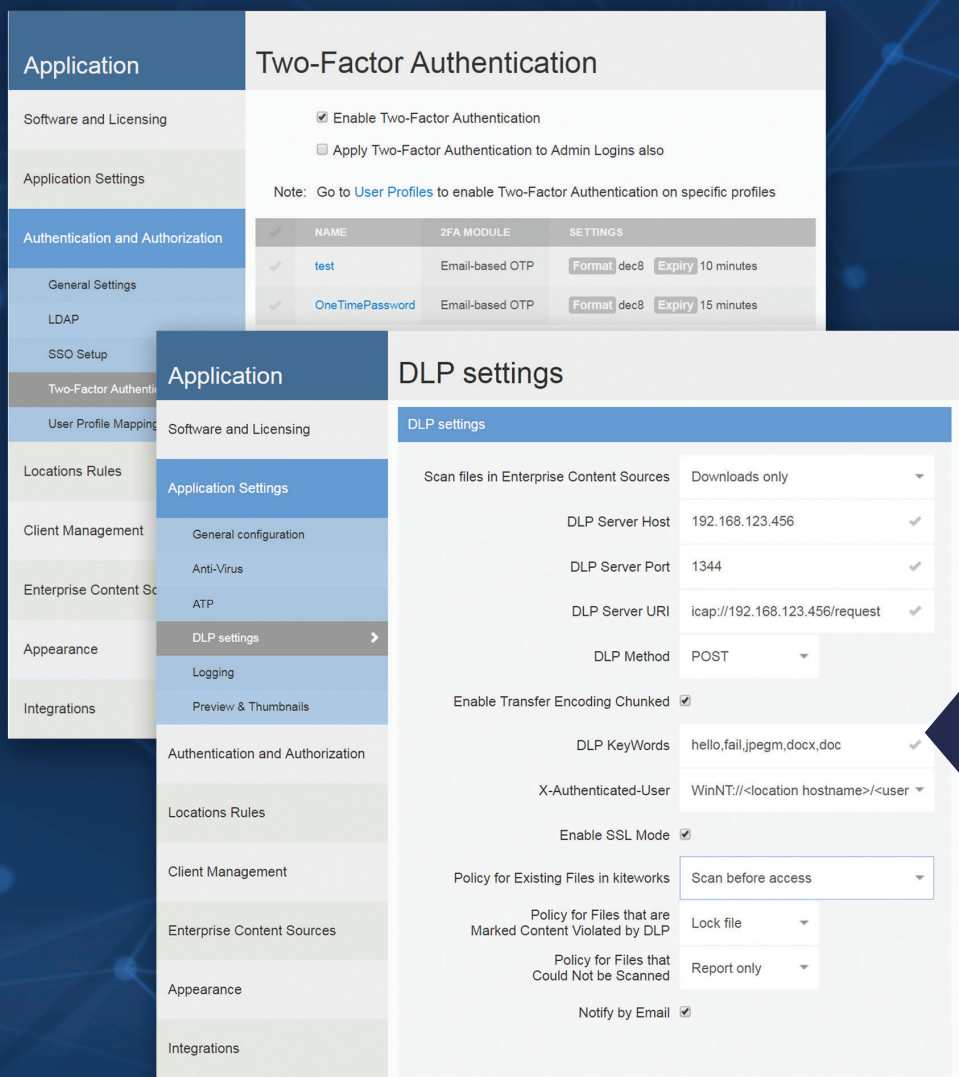 Application
Two-Factor Authentication
Software and Licensing
Application Settings
Authentication and Authorization
General Settings
LDAP
SSO Setup
Two-Factor
User Profile Mapping
Locations Rules
Client Management
Enterprise Content
Appearance
Integrations
Enable Two-Factor Authentication
Apply Two-Factor Authentication to Admin Logins also
Note: Go to User Profiles to enable Two-Factor Authentication on specific profiles
NAME 2FA MODULE SETTINGS
test Email-based OTP Format dec8 Expiry 10 minutes
OneTimePassword Email-based OTP Format dec8 Expiry 15 minutes
Application
DLP settings
Software and Licensing
Application Settings
General configuration
Anti-Virus
ATP
DLP settings
Logging
Preview & Thumbnails
Authentication and Authorization
Locations Rules
Client Management
Enterprise Content Sources
Appearance
Integrations
DLP settings
Scan files in Enterprise Content Sources Downloads only
DLP Server Host 192.168.123.456
DLP Server Port 1344
DLP Server URI icap://192.168.123.456/request
DLP Method POST
Enable Transfer Encoding Chunked
DLP KeyWords hello,fail,jpegm,docx,doc
X-Authenticated-User WinNT://<location hostname>/<user
Enable SSL Mode
Policy for Existing Files in kiteworks Scan before access
Policy for Files that are
Marked Content Violated by DLP Lock file
Policy for Files that
Could Not be Scanned Report only
Notify by Email